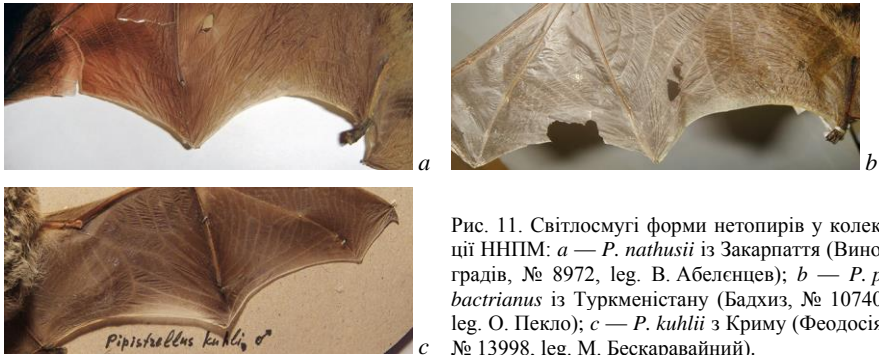 a
b
Pipistrellus kuhli, ♂
c
Рис. 11. Світлосмугі форми нетопирів у колек-
ції ННПМ: a — P. nathusii із Закарпаття (Вино-
градів, № 8972, leg. В. Абелєнцев); b — P. p.
bactrianus із Туркменістану (Бадхиз, № 10740,
leg. О. Пекло); c — P. kuhlii з Криму (Феодосія,
№ 13998, leg. М. Бескаравайний).